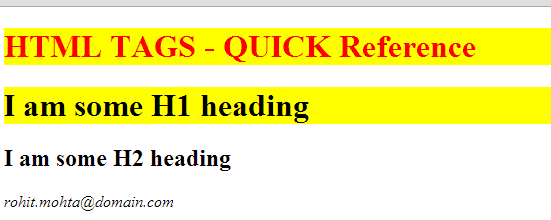 HTML TAGS - QUICK Reference
I am some H1 heading
I am some H2 heading
rohit.mohta@domain.com